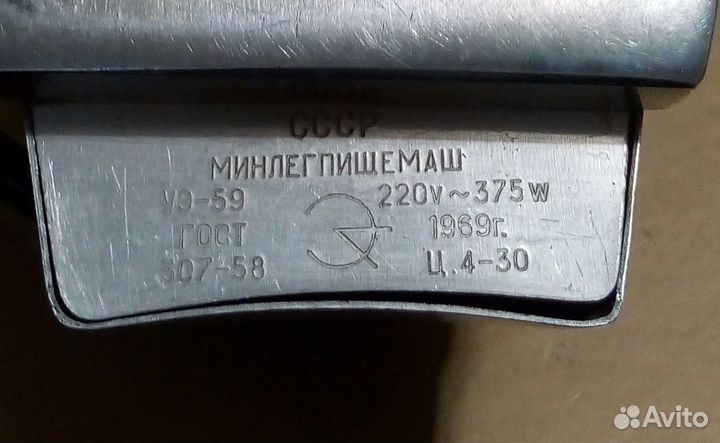 СССР
МИНЛЕГПИЩЕМАШ
УЭ-59 220V~375W
ГОСТ 1969г.
307-58 Ц.4-30
Avito